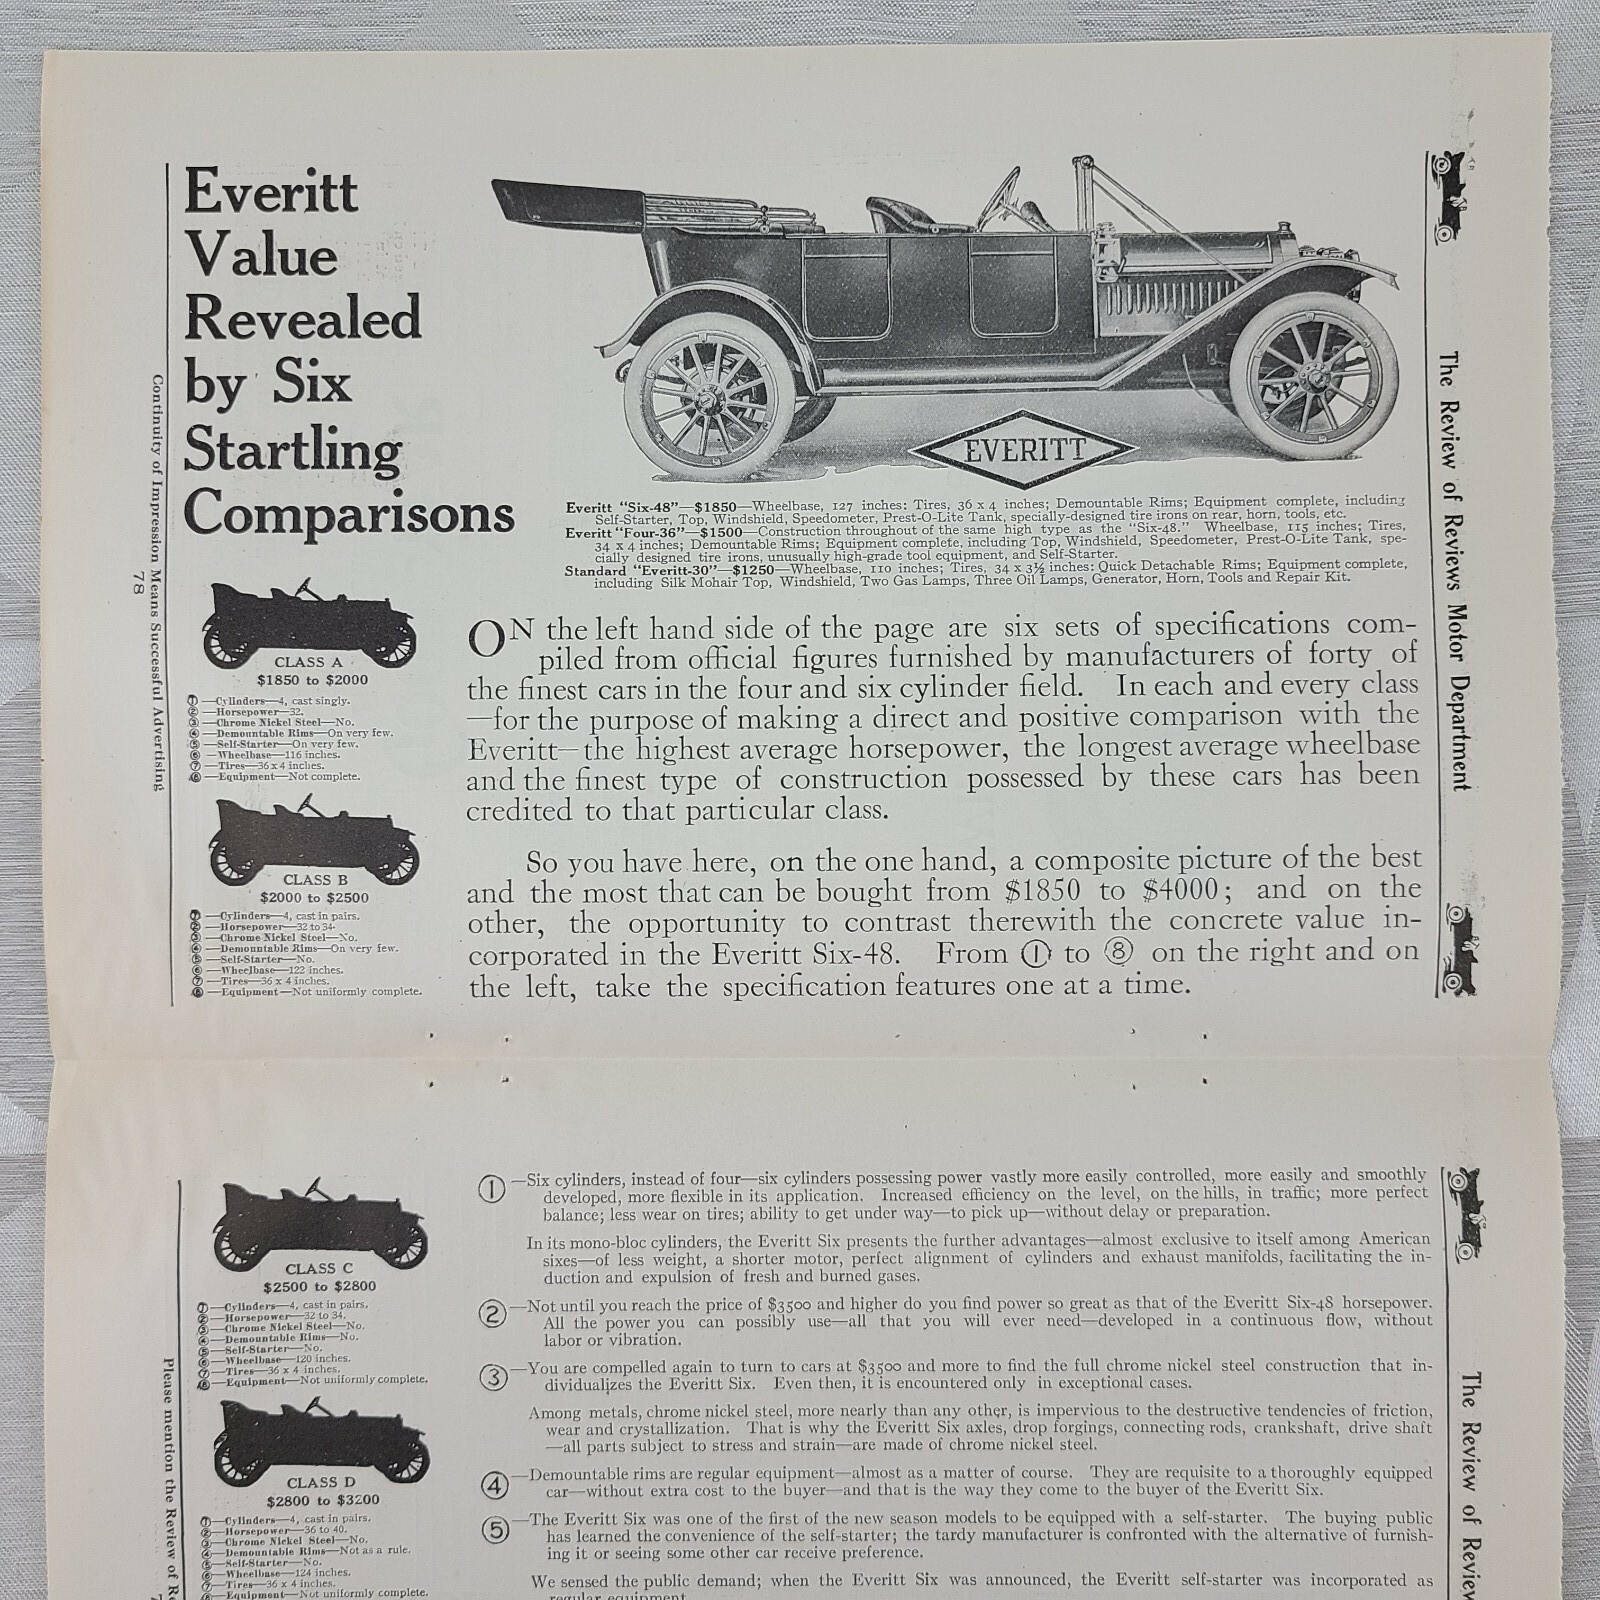 Everitt
Value
Revealed
by Six
Startling
Comparisons
EVERITT
Everitt "Six-48"—$1850—Wheelbase, 127 inches: Tires, 36 x 4 inches; Demountable Rims; Equipment complete, including
Self-Starter, Top, Windshield, Speedometer, Prest-O-Lite Tank, specially-designed tire irons on rear, horn, tools, etc.
Everitt "Four-36"—$1500—Construction throughout of the same high type as the "Six-48." Wheelbase, 115 inches; Tires,
34 x 4 inches; Demountable Rims; Equipment complete, including Top, Windshield, Speedometer, Prest-O-Lite Tank, spe-
cially designed tire irons, unusually high-grade tool equipment, and Self-Starter.
Standard "Everitt-30"—$1250—Wheelbase, 110 inches; Tires, 34 x 3½ inches: Quick Detachable Rims; Equipment complete,
including Silk Mohair Top, Windshield, Two Gas Lamps, Three Oil Lamps, Generator, Horn, Tools and Repair Kit.
Continuity of Impression Means Successful Advertising
78
The Review of Reviews Motor Department
CLASS A
$1850 to $2000
①—Cylinders—4, cast singly.
②—Horsepower—32.
③—Chrome Nickel Steel—No.
④—Demountable Rims—On very few.
⑤—Self-Starter—On very few.
⑥—Wheelbase—116 inches.
⑦—Tires—36 x 4 inches.
⑧—Equipment—Not complete.
CLASS B
$2000 to $2500
①—Cylinders—4, cast in pairs.
②—Horsepower—32 to 34.
③—Chrome Nickel Steel—No.
④—Demountable Rims—On very few.
⑤—Self-Starter—No.
⑥—Wheelbase—122 inches.
⑦—Tires—36 x 4 inches.
⑧—Equipment—Not uniformly complete.
ON the left hand side of the page are six sets of specifications com-
piled from official figures furnished by manufacturers of forty of
the finest cars in the four and six cylinder field. In each and every class
—for the purpose of making a direct and positive comparison with the
Everitt—the highest average horsepower, the longest average wheelbase
and the finest type of construction possessed by these cars has been
credited to that particular class.
So you have here, on the one hand, a composite picture of the best
and the most that can be bought from $1850 to $4000; and on the
other, the opportunity to contrast therewith the concrete value in-
corporated in the Everitt Six-48. From ① to ⑧ on the right and on
the left, take the specification features one at a time.
CLASS C
$2500 to $2800
①—Cylinders—4, cast in pairs.
②—Horsepower—32 to 34.
③—Chrome Nickel Steel—No.
④—Demountable Rims—No.
⑤—Self-Starter—No.
⑥—Wheelbase—120 inches.
⑦—Tires—36 x 4 inches.
⑧—Equipment—Not uniformly complete.
CLASS D
$2800 to $3200
①—Cylinders—4, cast in pairs.
②—Horsepower—36 to 40.
③—Chrome Nickel Steel—No.
④—Demountable Rims—Not as a rule.
⑤—Self-Starter—No.
⑥—Wheelbase—124 inches.
⑦—Tires—36 x 4 inches.
⑧—Equipment—Not uniformly complete.
①—Six cylinders, instead of four—six cylinders possessing power vastly more easily controlled, more easily and smoothly
developed, more flexible in its application. Increased efficiency on the level, on the hills, in traffic; more perfect
balance; less wear on tires; ability to get under way—to pick up—without delay or preparation.
In its mono-bloc cylinders, the Everitt Six presents the further advantages—almost exclusive to itself among American
sixes—of less weight, a shorter motor, perfect alignment of cylinders and exhaust manifolds, facilitating the in-
duction and expulsion of fresh and burned gases.
②—Not until you reach the price of $3500 and higher do you find power so great as that of the Everitt Six-48 horsepower.
All the power you can possibly use—all that you will ever need—developed in a continuous flow, without
labor or vibration.
③—You are compelled again to turn to cars at $3500 and more to find the full chrome nickel steel construction that in-
dividualizes the Everitt Six. Even then, it is encountered only in exceptional cases.
Among metals, chrome nickel steel, more nearly than any other, is impervious to the destructive tendencies of friction,
wear and crystallization. That is why the Everitt Six axles, drop forgings, connecting rods, crankshaft, drive shaft
—all parts subject to stress and strain—are made of chrome nickel steel.
④—Demountable rims are regular equipment—almost as a matter of course. They are requisite to a thoroughly equipped
car—without extra cost to the buyer—and that is the way they come to the buyer of the Everitt Six.
⑤—The Everitt Six was one of the first of the new season models to be equipped with a self-starter. The buying public
has learned the convenience of the self-starter; the tardy manufacturer is confronted with the alternative of furnish-
ing it or seeing some other car receive preference.
We sensed the public demand; when the Everitt Six was announced, the Everitt self-starter was incorporated as
regular equipment
Please mention the Review of Re
7
The Review of Review